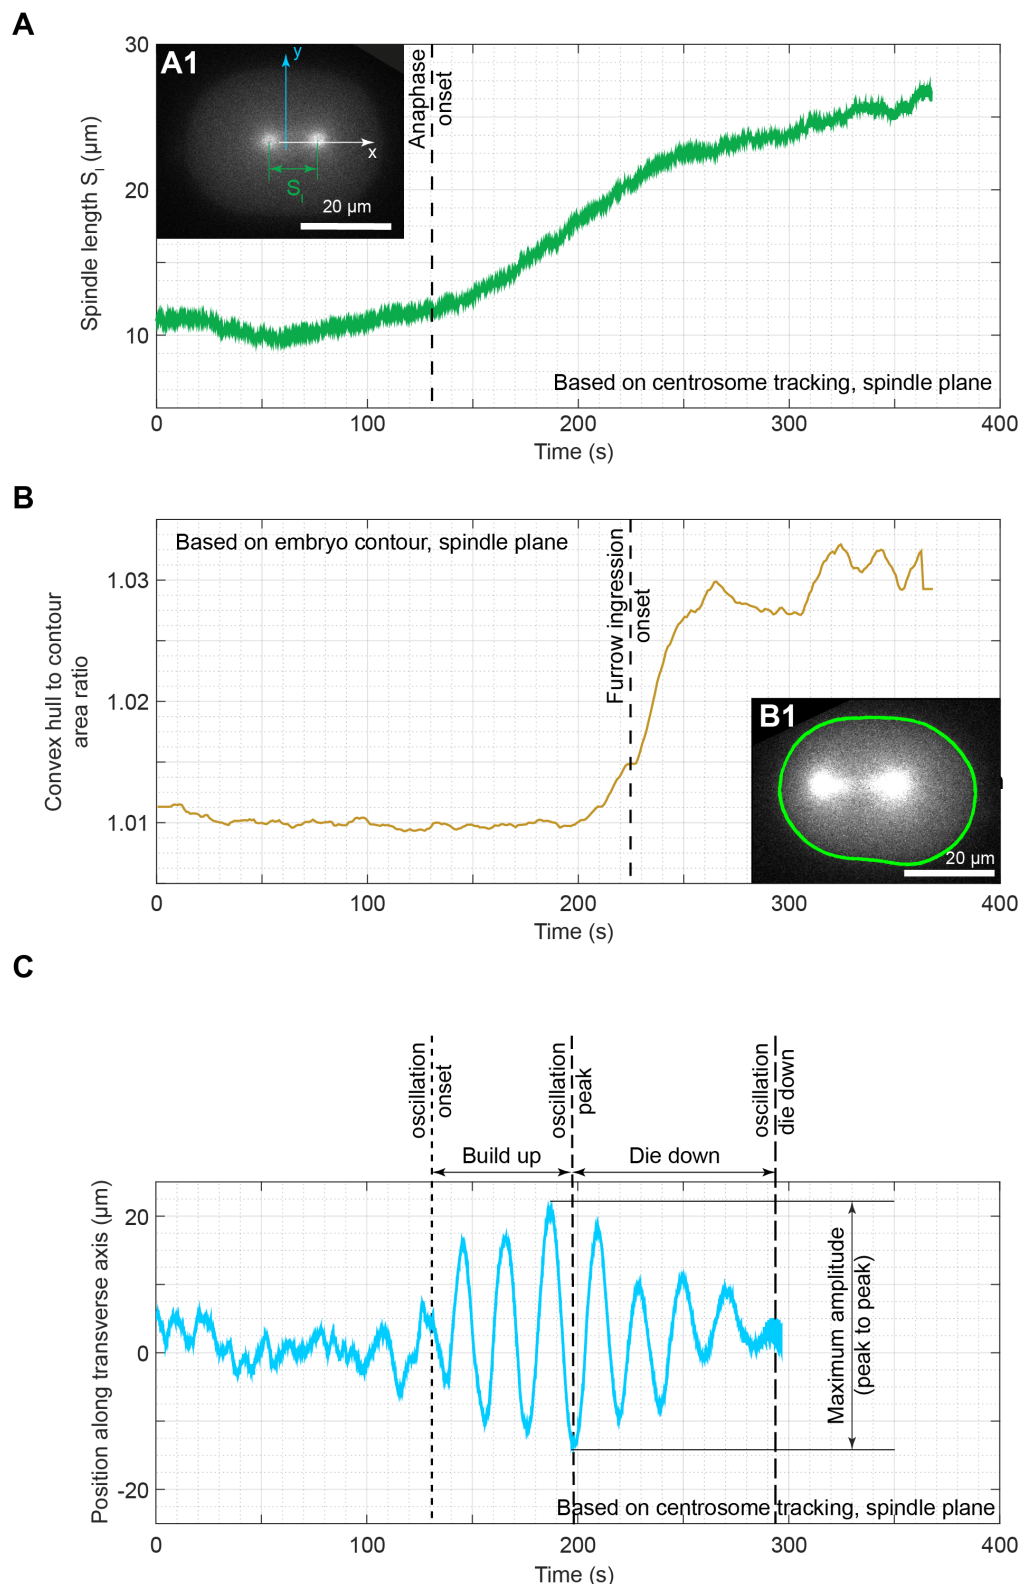 A
A1
y
x
Sl
20 μm
Anaphase
onset
30
20
10
Spindle length Sl (μm)
Based on centrosome tracking, spindle plane
0
100
200
300
400
Time (s)
B
Based on embryo contour, spindle plane
Furrow ingression
onset
1.03
1.02
1.01
Convex hull to contour
area ratio
B1
20 μm
0
100
200
300
400
Time (s)
C
oscillation
onset
oscillation
peak
oscillation
die down
Build up
Die down
20
0
-20
Position along transverse axis (μm)
Maximum amplitude
(peak to peak)
Based on centrosome tracking, spindle plane
0
100
200
300
400
Time (s)